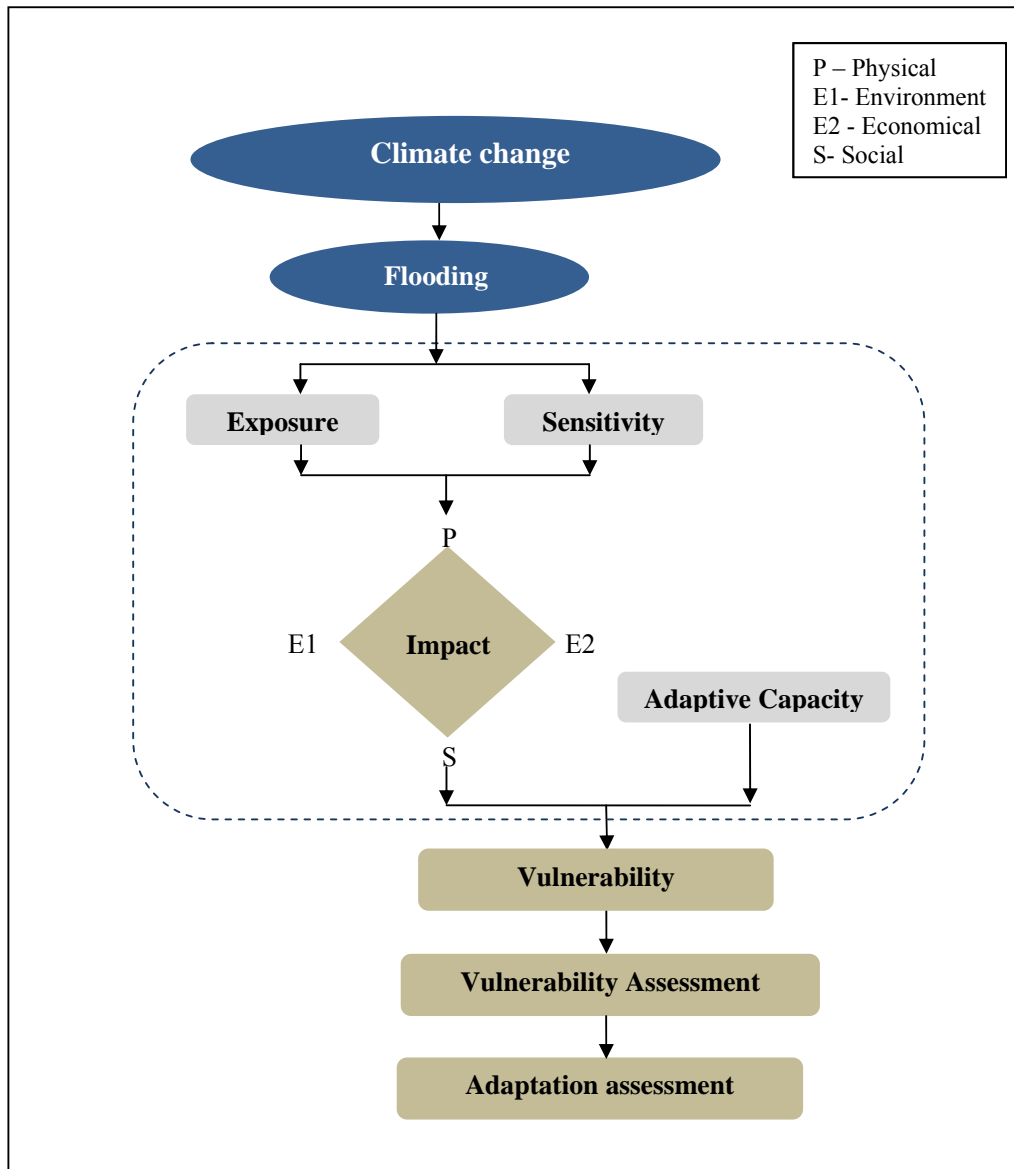 P – Physical
E1- Environment
E2 - Economical
S- Social
Climate change
Flooding
Exposure
Sensitivity
P
E1
Impact
E2
Adaptive Capacity
S
Vulnerability
Vulnerability Assessment
Adaptation assessment